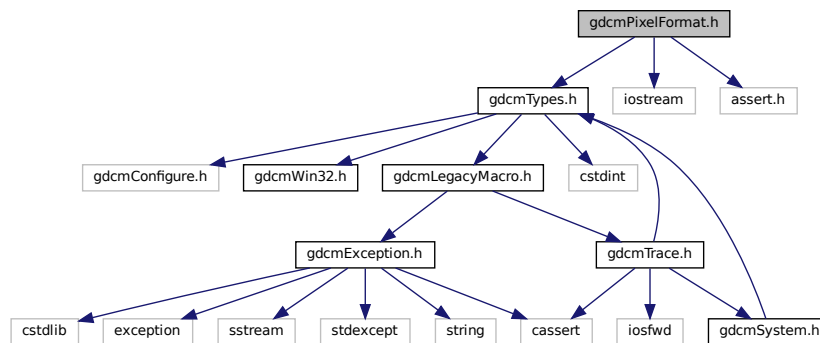 gdcmPixelFormat.h
gdcmTypes.h
iostream
assert.h
gdcmConfigure.h
gdcmWin32.h
gdcmLegacyMacro.h
cstdint
gdcmException.h
gdcmTrace.h
cstdlib
exception
sstream
stdexcept
string
cassert
iosfwd
gdcmSystem.h